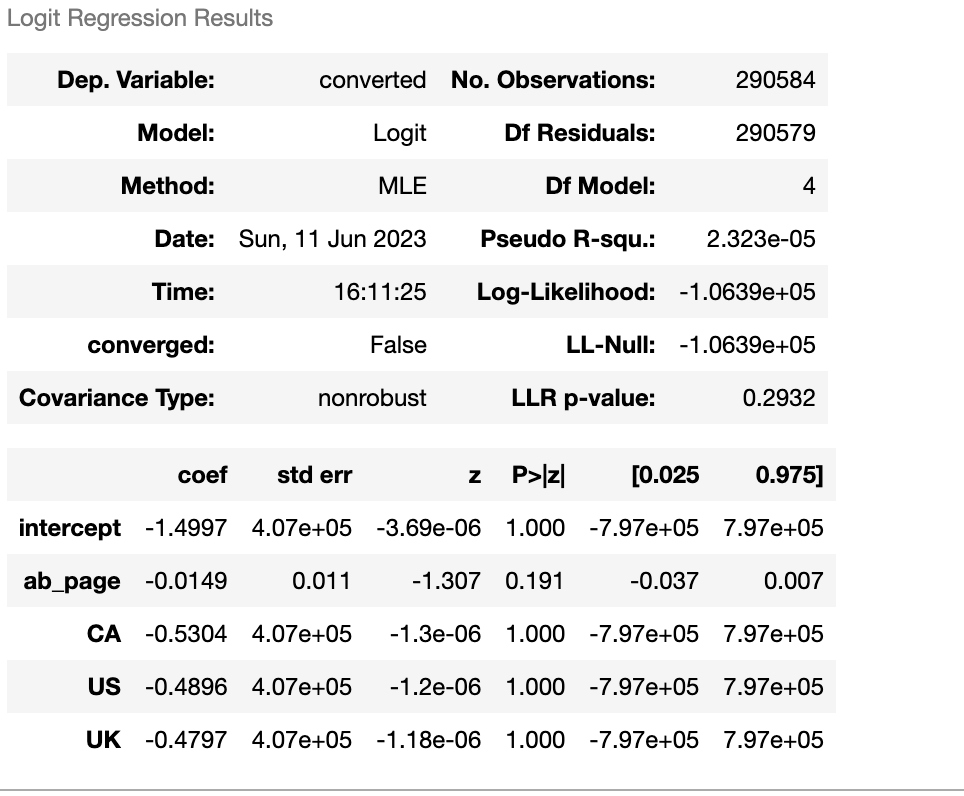 Logit Regression Results
Dep. Variable: converted No. Observations: 290584
Model: Logit Df Residuals: 290579
Method: MLE Df Model: 4
Date: Sun, 11 Jun 2023 Pseudo R-squ.: 2.323e-05
Time: 16:11:25 Log-Likelihood: -1.0639e+05
converged: False LL-Null: -1.0639e+05
Covariance Type: nonrobust LLR p-value: 0.2932
coef std err z P>|z| [0.025 0.975]
intercept -1.4997 4.07e+05 -3.69e-06 1.000 -7.97e+05 7.97e+05
ab_page -0.0149 0.011 -1.307 0.191 -0.037 0.007
CA -0.5304 4.07e+05 -1.3e-06 1.000 -7.97e+05 7.97e+05
US -0.4896 4.07e+05 -1.2e-06 1.000 -7.97e+05 7.97e+05
UK -0.4797 4.07e+05 -1.18e-06 1.000 -7.97e+05 7.97e+05